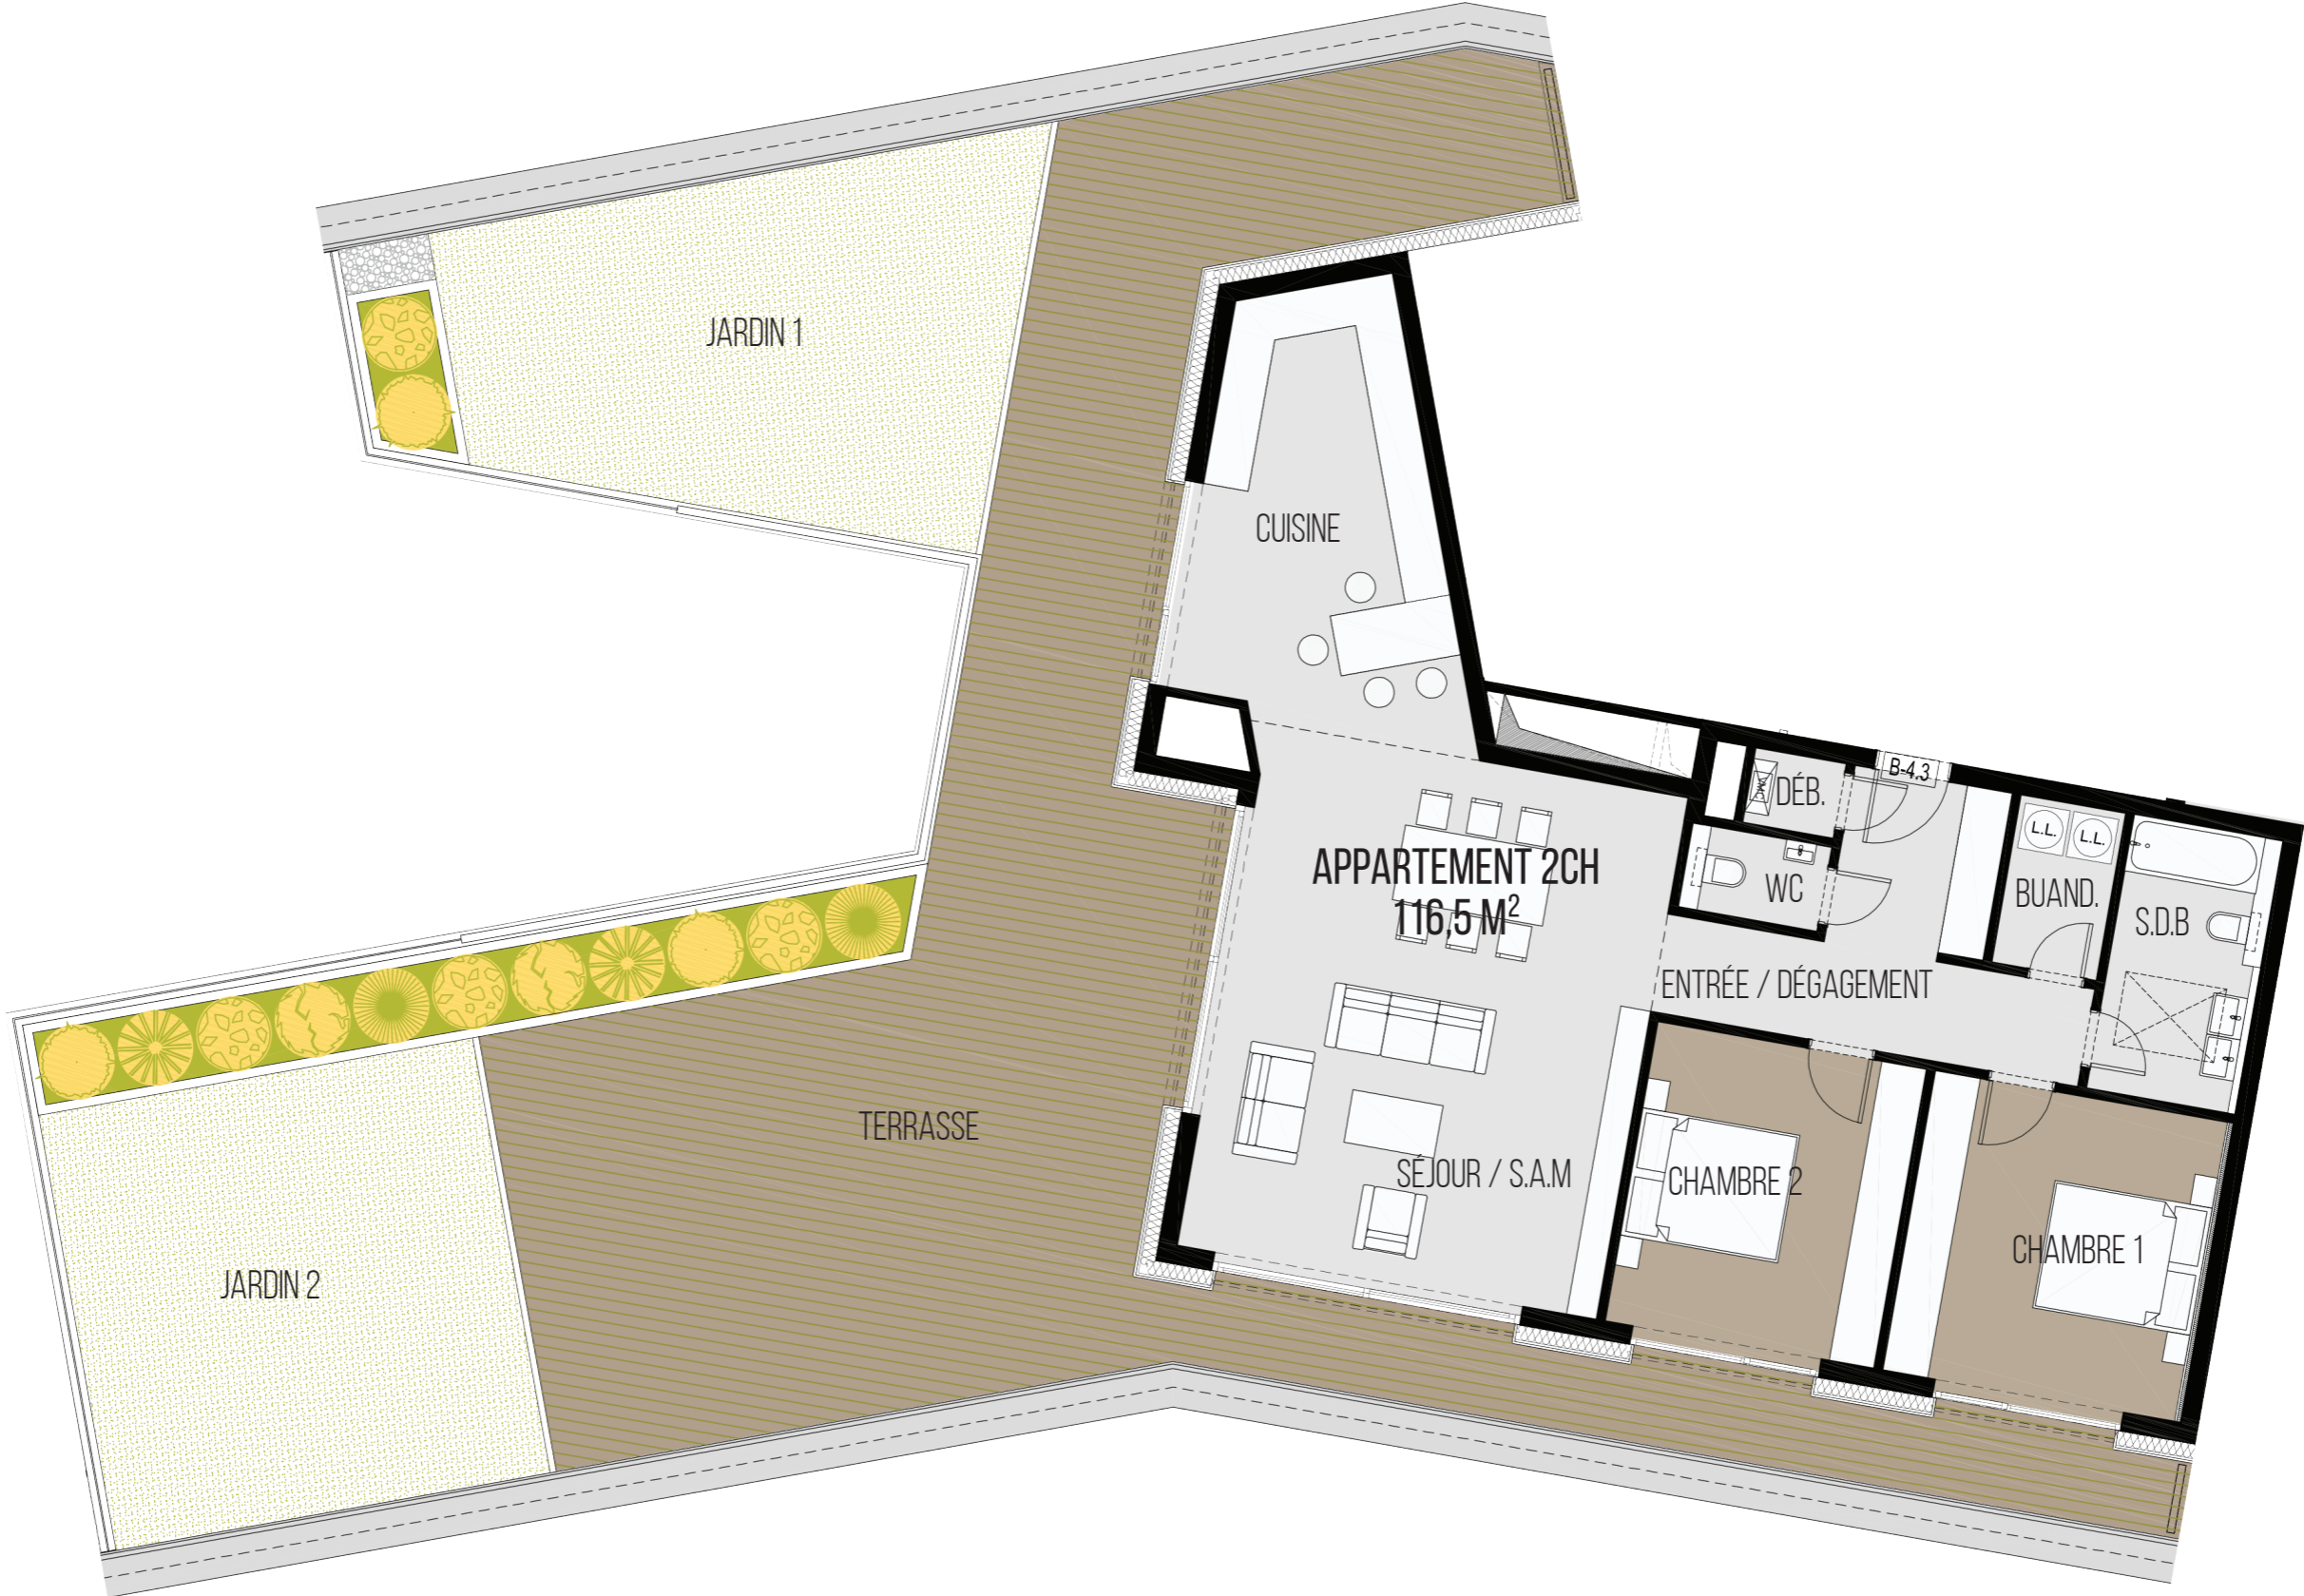 JARDIN 1
CUISINE
B-4.3
VMC
DÉB.
L.L.
L.L.
APPARTEMENT 2CH
116,5 M²
WC
BUAND.
S.D.B
ENTRÉE / DÉGAGEMENT
TERRASSE
SÉJOUR / S.A.M
CHAMBRE 2
CHAMBRE 1
JARDIN 2